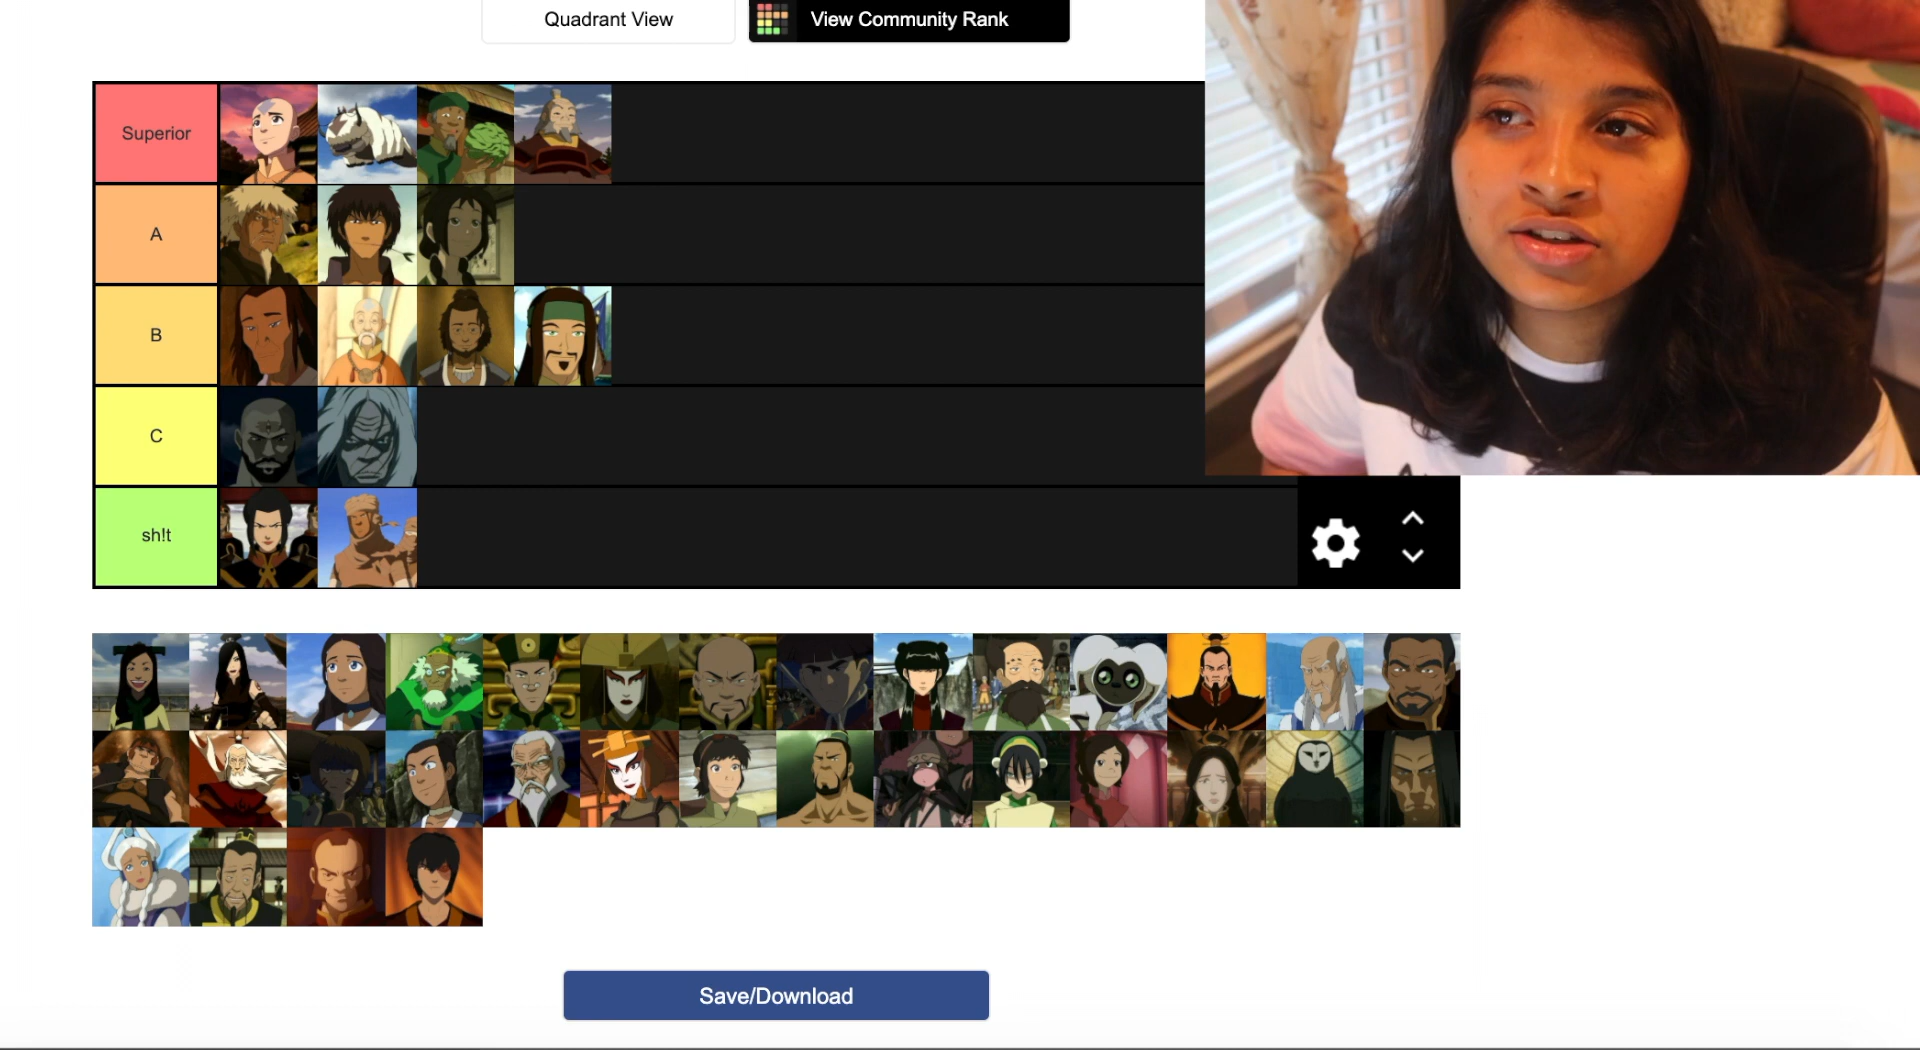 Quadrant View
View Community Rank
Superior
A
B
C
sh!t
Save/Download